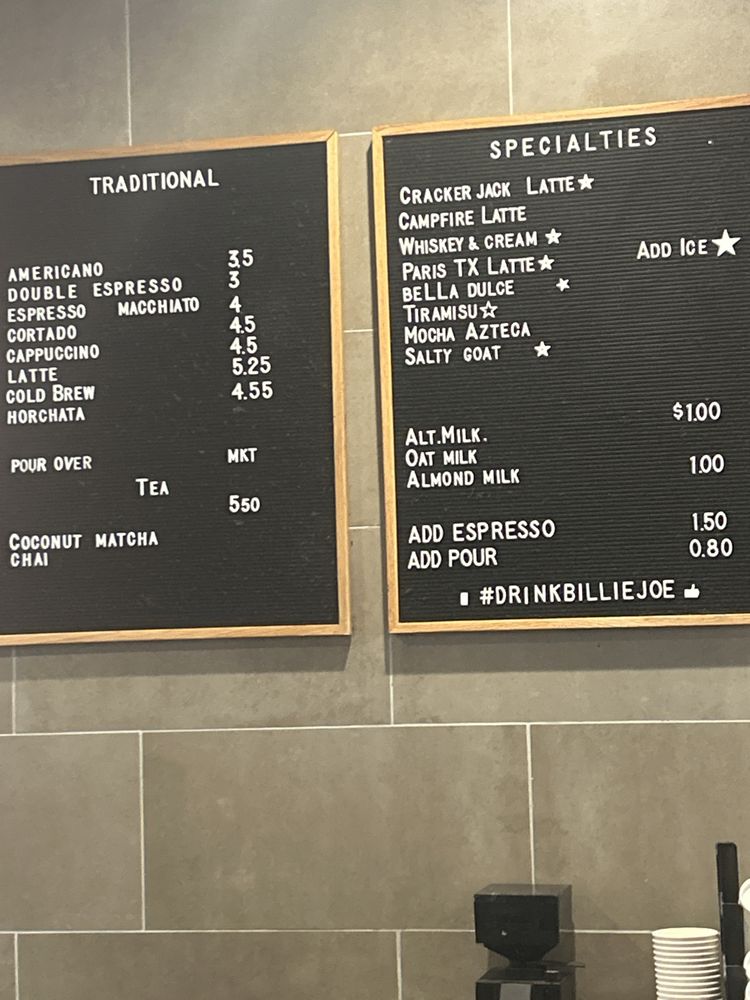 TRADITIONAL
AMERICANO 3.5
DOUBLE ESPRESSO 3
ESPRESSO MACCHIATO 4
CORTADO 4.5
CAPPUCCINO 4.5
LATTE 5.25
COLD BREW 4.55
HORCHATA
POUR OVER MKT
TEA
550
COCONUT MATCHA
CHAI
SPECIALTIES
CRACKER JACK LATTE★
CAMPFIRE LATTE
WHISKEY & CREAM ★
ADD ICE★
PARIS TX LATTE★
BELLA DULCE ★
TIRAMISU☆
MOCHA AZTECA
SALTY GOAT ★
$1.00
ALT.MILK.
OAT MILK
ALMOND MILK 1.00
ADD ESPRESSO 1.50
ADD POUR 0.80
#DRINKBILLIEJOE